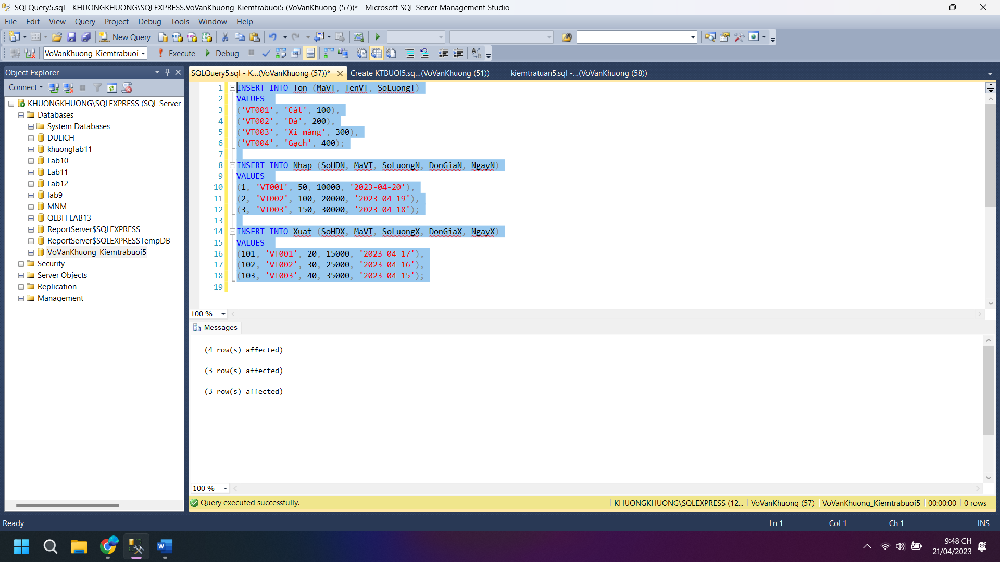 SQLQuery5.sql - KHUONGKHUONG\SQLEXPRESS.VoVanKhuong_Kiemtrabuoi5 (VoVanKhuong (57))* - Microsoft SQL Server Management Studio
File Edit View Query Project Debug Tools Window Help
New Query
VoVanKhuong_Kiemtrabuoi Execute Debug
Object Explorer
Connect
KHUONGKHUONG\SQLEXPRESS (SQL Server
Databases
System Databases
DULICH
khuonglab11
Lab10
Lab11
Lab12
lab9
MNM
QLBH LAB13
ReportServer$SQLEXPRESS
ReportServer$SQLEXPRESSTempDB
VoVanKhuong_Kiemtrabuoi5
Security
Server Objects
Replication
Management
SQLQuery5.sql - K...(VoVanKhuong (57))* Create KTBUOI5.sq...(VoVanKhuong (51)) kiemtratuan5.sql -...(VoVanKhuong (58))
1 INSERT INTO Ton (MaVT, TenVT, SoLuongT)
2 VALUES
3 ('VT001', 'Cát', 100),
4 ('VT002', 'Đá', 200),
5 ('VT003', 'Xi măng', 300),
6 ('VT004', 'Gạch', 400);
7
8 INSERT INTO Nhap (SoHDN, MaVT, SoLuongN, DonGiaN, NgayN)
9 VALUES
10 (1, 'VT001', 50, 10000, '2023-04-20'),
11 (2, 'VT002', 100, 20000, '2023-04-19'),
12 (3, 'VT003', 150, 30000, '2023-04-18');
13
14 INSERT INTO Xuat (SoHDX, MaVT, SoLuongX, DonGiaX, NgayX)
15 VALUES
16 (101, 'VT001', 20, 15000, '2023-04-17'),
17 (102, 'VT002', 30, 25000, '2023-04-16'),
18 (103, 'VT003', 40, 35000, '2023-04-15');
19
100 %
Messages
(4 row(s) affected)
(3 row(s) affected)
(3 row(s) affected)
100 %
Query executed successfully. KHUONGKHUONG\SQLEXPRESS (12... VoVanKhuong (57) VoVanKhuong_Kiemtrabuoi5 00:00:00 0 rows
Ready Ln 1 Col 1 Ch 1 INS
9:48 CH
21/04/2023